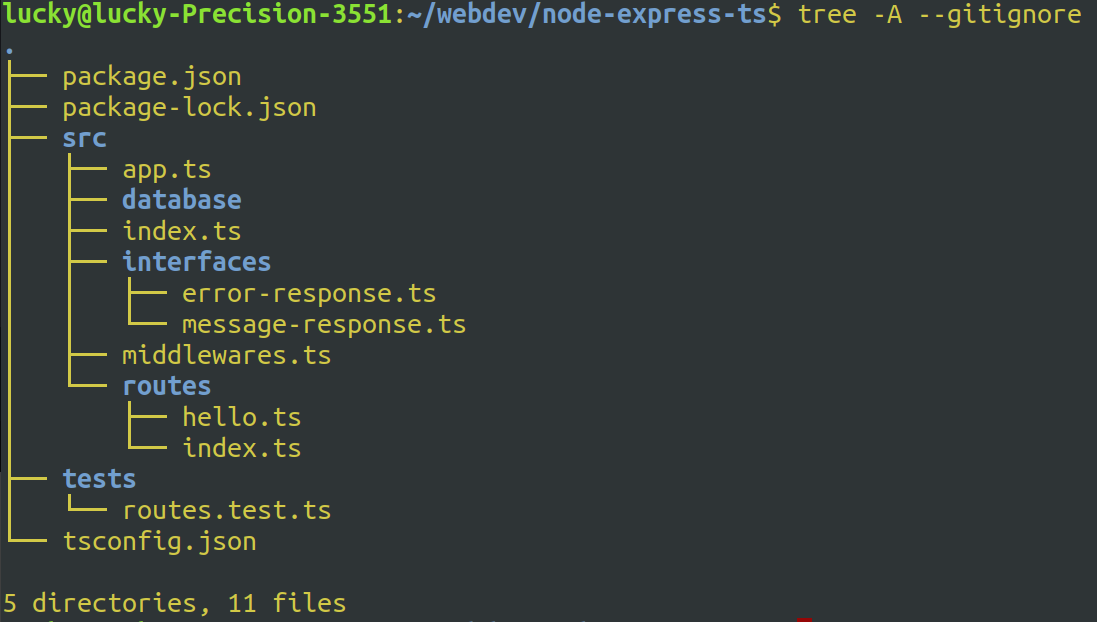 lucky@lucky-Precision-3551:~/webdev/node-express-ts$ tree -A --gitignore
.
├── package.json
├── package-lock.json
├── src
│   ├── app.ts
│   ├── database
│   ├── index.ts
│   ├── interfaces
│   │   ├── error-response.ts
│   │   └── message-response.ts
│   ├── middlewares.ts
│   └── routes
│       ├── hello.ts
│       └── index.ts
├── tests
│   └── routes.test.ts
└── tsconfig.json
5 directories, 11 files